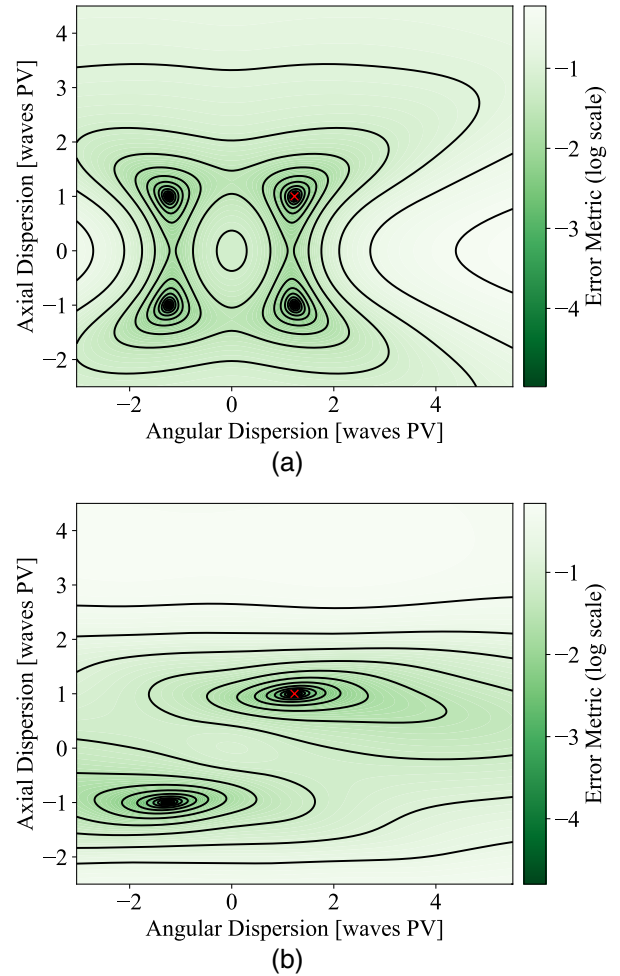 4
3
2
1
0
−1
−2
Axial Dispersion [waves PV]
−2 0 2 4
Angular Dispersion [waves PV]
−1
−2
−3
−4
Error Metric (log scale)
(a)
4
3
2
1
0
−1
−2
Axial Dispersion [waves PV]
−2 0 2 4
Angular Dispersion [waves PV]
−1
−2
−3
−4
Error Metric (log scale)
(b)